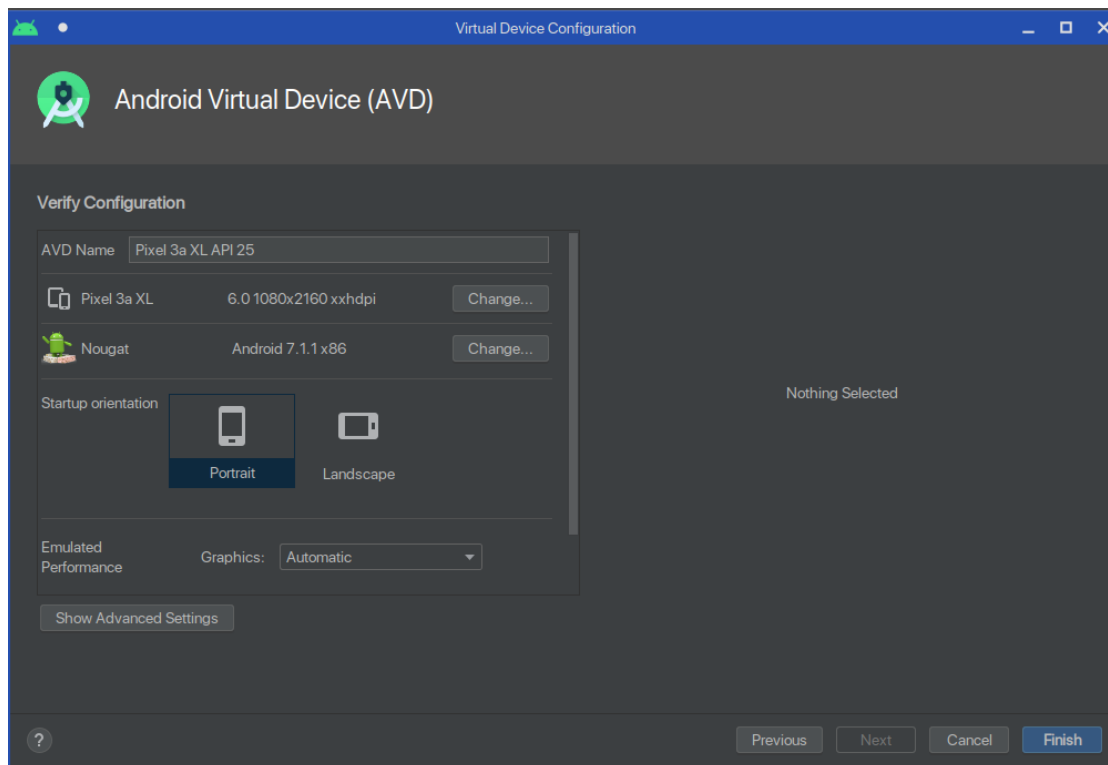 Virtual Device Configuration
Android Virtual Device (AVD)
Verify Configuration
AVD Name Pixel 3a XL API 25
Pixel 3a XL 6.0 1080x2160 xxhdpi Change...
Nougat Android 7.1.1 x86 Change...
Startup orientation
Portrait
Landscape
Nothing Selected
Emulated
Performance
Graphics: Automatic
Show Advanced Settings
? Previous Next Cancel Finish